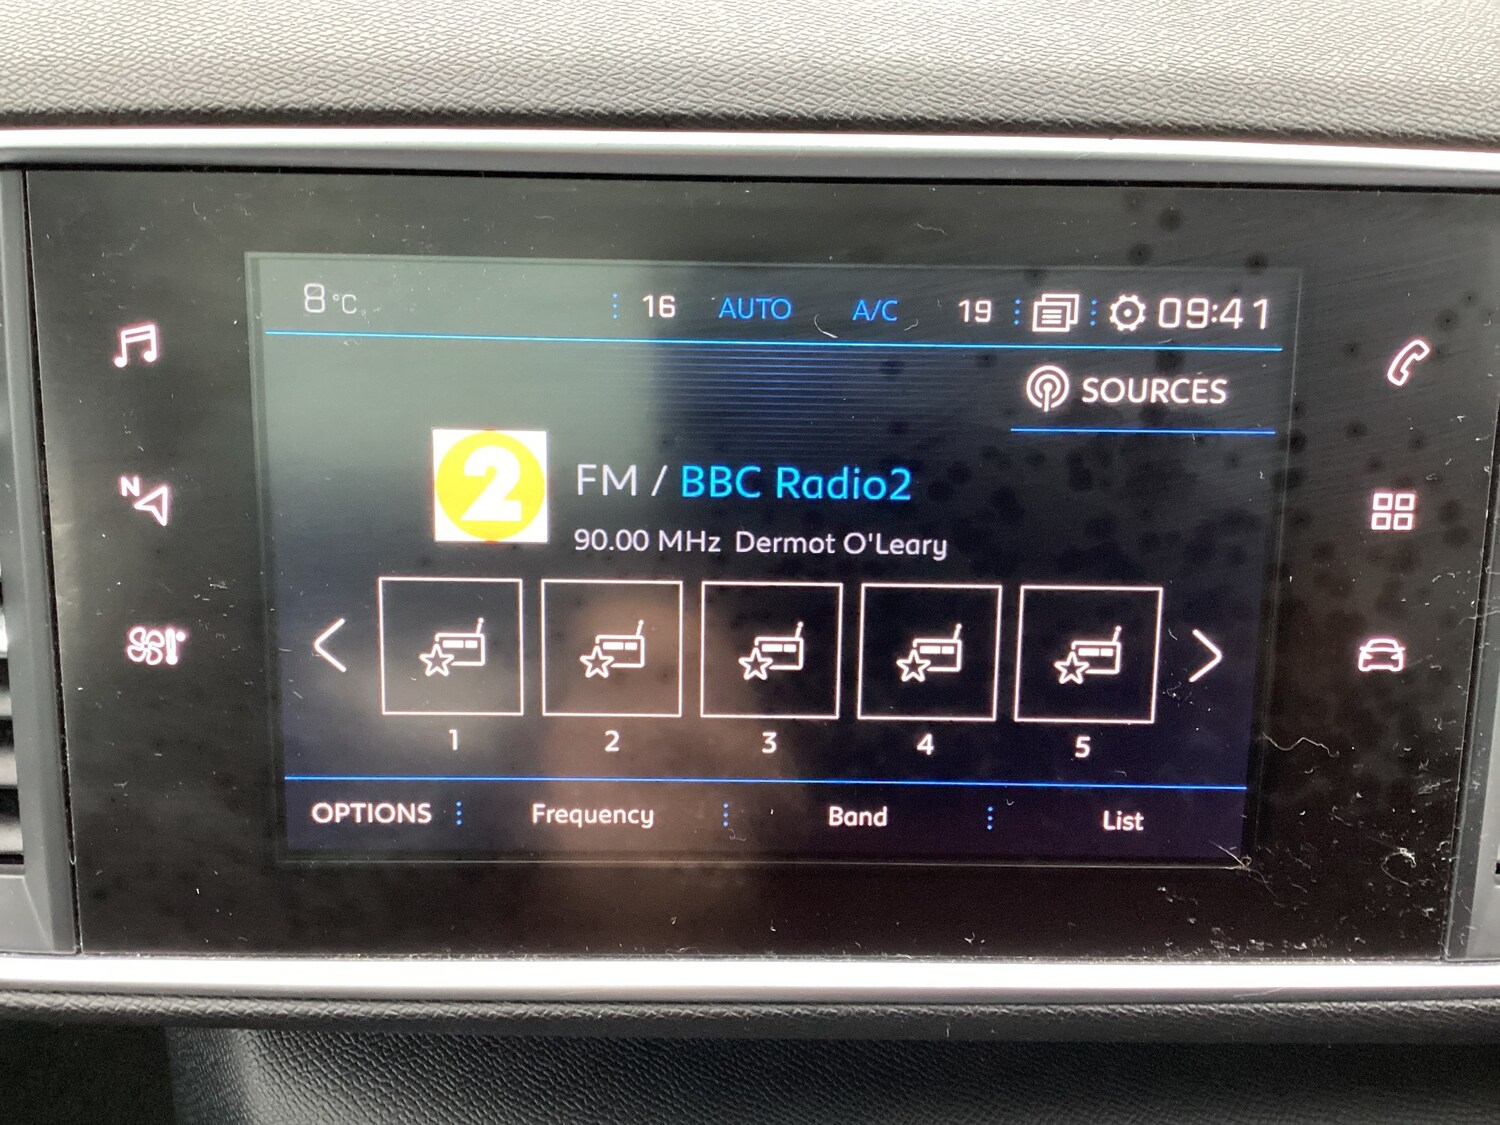 8 °C 16 AUTO A/C 19 09:41
SOURCES
N
2
FM / BBC Radio2
90.00 MHz Dermot O'Leary
1 2 3 4 5
OPTIONS Frequency Band List